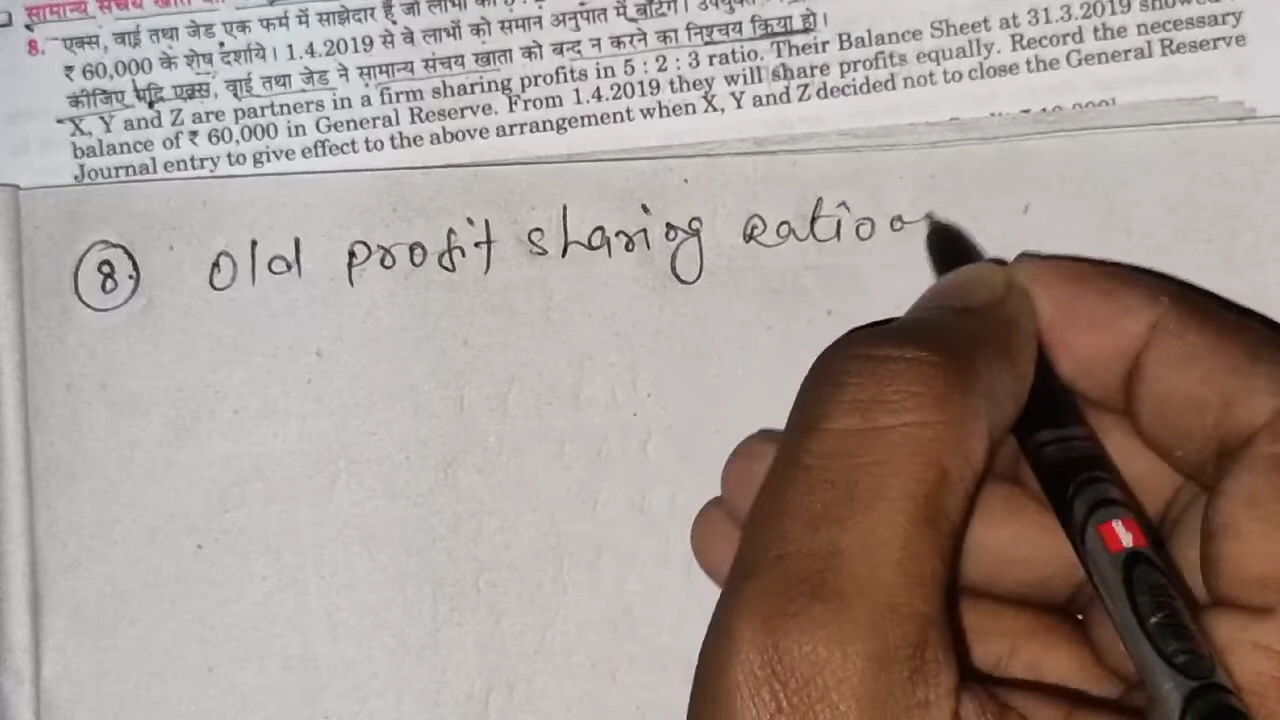 सामान्य संचय
8. एक्स, वाई तथा जेड एक फर्म में साझेदार हैं जो लाभों
₹ 60,000 के शेष दर्शाये। 1.4.2019 से वे लाभों को समान अनुपात में बाँटेंगे।
कीजिए यदि एक्स, वाई तथा जेड ने सामान्य संचय खाता को बन्द न करने का निश्चय किया हो।
X, Y and Z are partners in a firm sharing profits in 5 : 2 : 3 ratio. Their Balance Sheet at 31.3.2019 showed
balance of ₹ 60,000 in General Reserve. From 1.4.2019 they will share profits equally. Record the necessary
Journal entry to give effect to the above arrangement when X, Y and Z decided not to close the General Reserve
8. Old profit sharing Ratio o